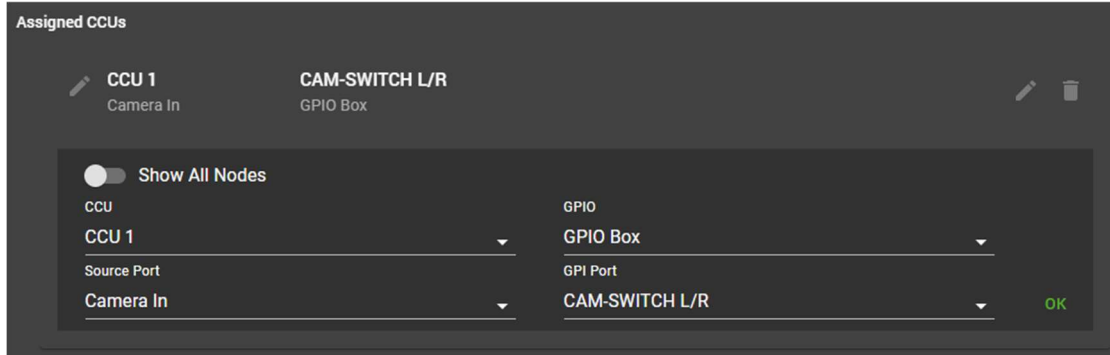 Assigned CCUs
CCU 1 CAM-SWITCH L/R
Camera In GPIO Box
Show All Nodes
CCU GPIO
CCU 1 GPIO Box
Source Port GPI Port
Camera In CAM-SWITCH L/R OK